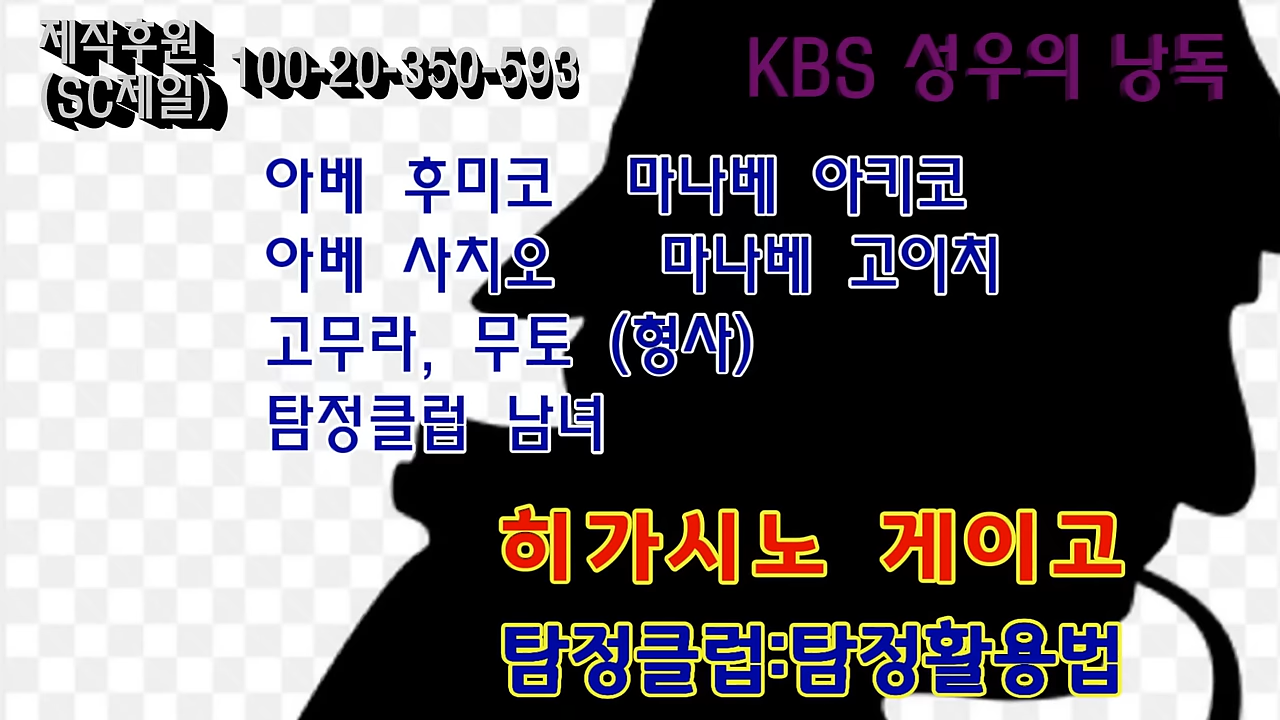 제작후원
(SC제일) 100-20-350-593
KBS 성우의 낭독
아베 후미코 마나베 아키코
아베 사치오 마나베 고이치
고무라, 무토 (형사)
탐정클럽 남녀
히가시노 게이고
탐정클럽:탐정활용법